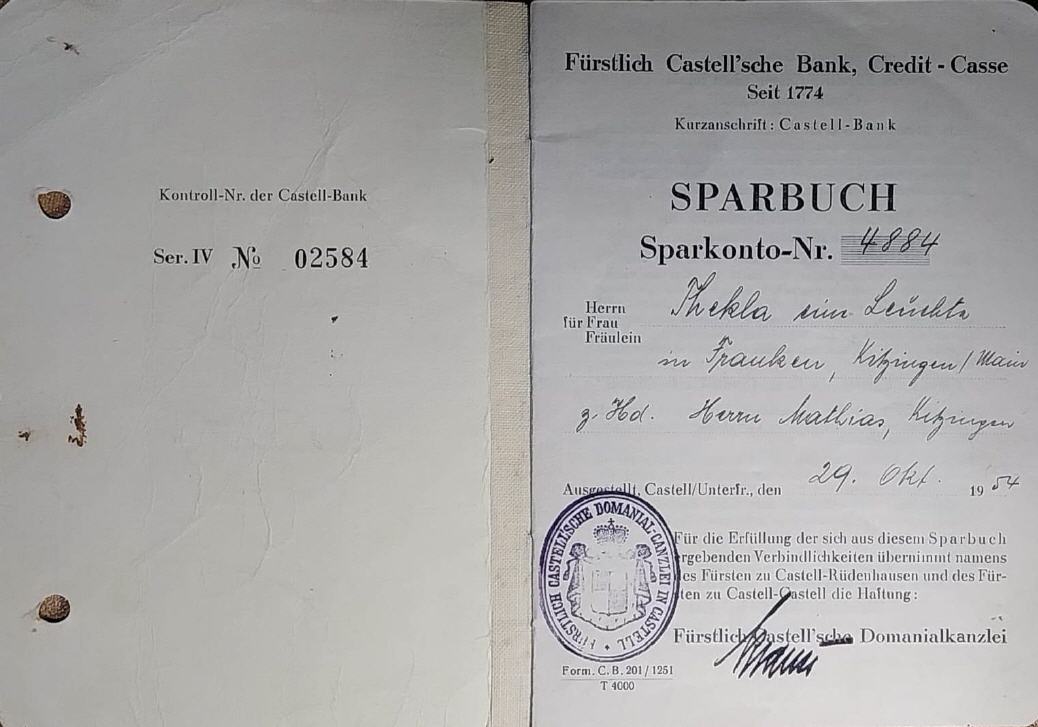 Kontroll-Nr. der Castell-Bank
Ser. IV № 02584
Fürstlich Castell'sche Bank, Credit-Casse
Seit 1774
Kurzanschrift: Castell-Bank
SPARBUCH
Sparkonto-Nr. 4884
Herrn
für Frau
Fräulein
Thekla eine Leuchte
in Franken, Kitzingen/Main
z. Hd. Herrn Mathias, Kitzingen
Ausgestellt, Castell/Unterfr., den 29. Okt. 1954
FÜRSTLICH CASTELL'SCHE DOMANIAL-CANZLEI IN CASTELL
Für die Erfüllung der sich aus diesem Sparbuch
ergebenden Verbindlichkeiten übernimmt namens
des Fürsten zu Castell-Rüdenhausen und des Für-
sten zu Castell-Castell die Haftung:
Fürstlich Castell'sche Domanialkanzlei
Form. C. B. 201/1251
T 4000